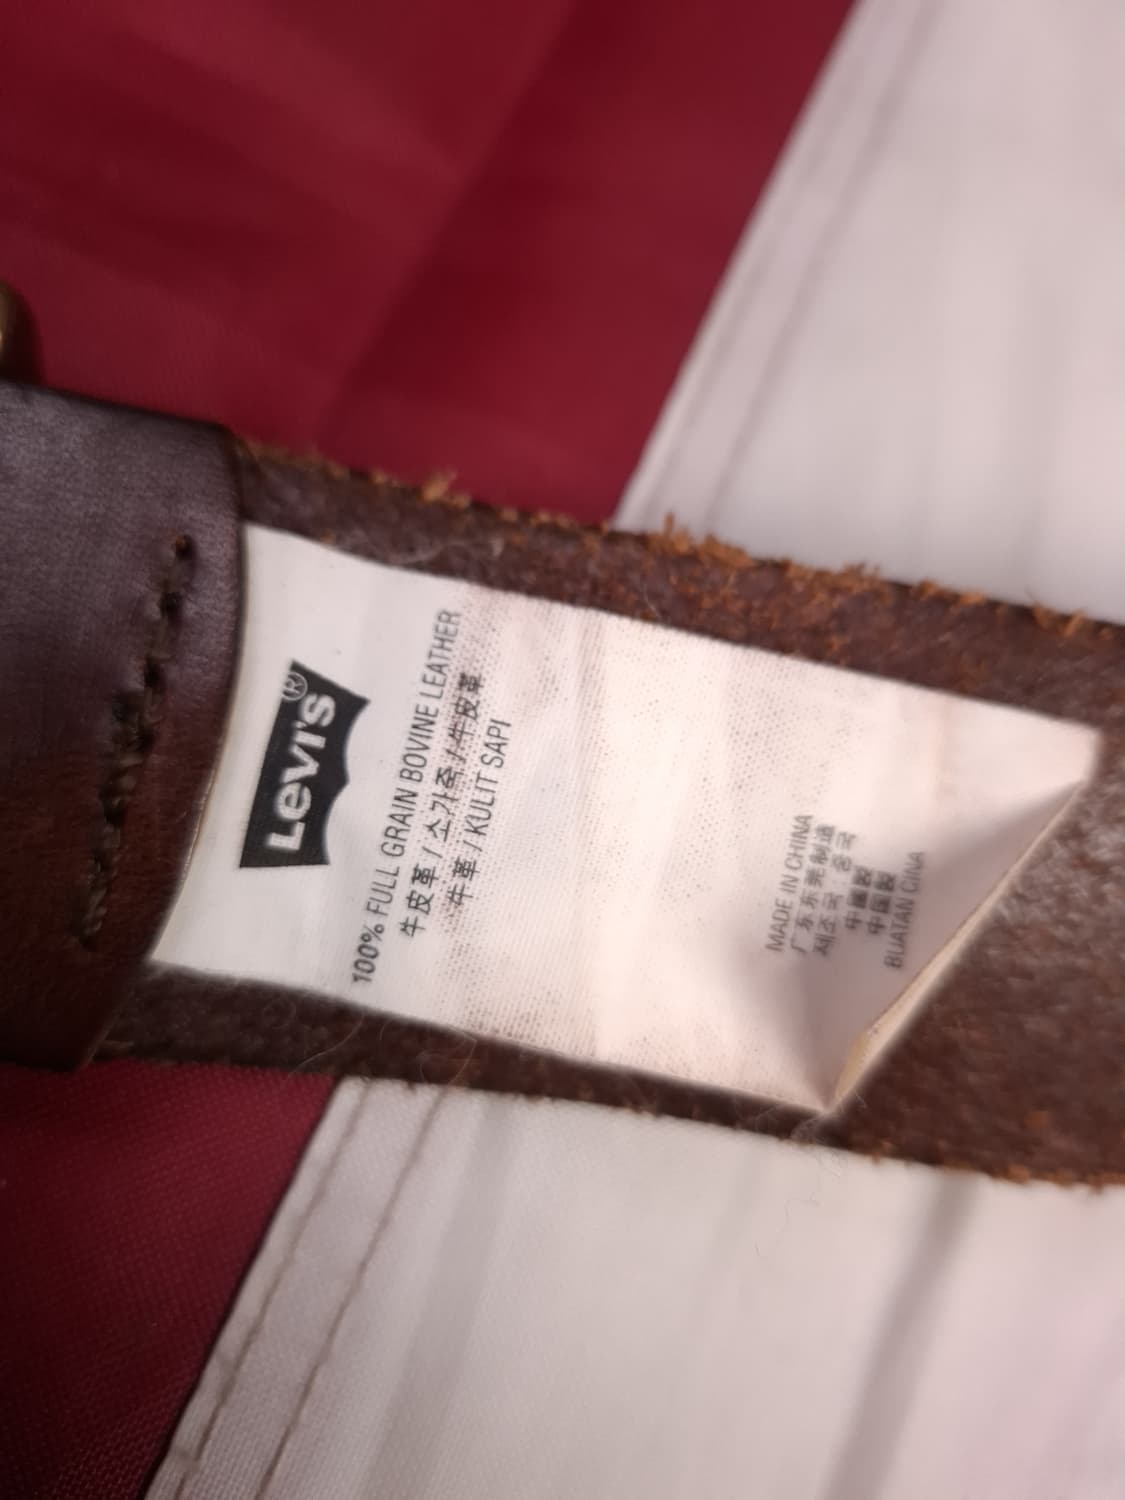 Levi's®
100% FULL GRAIN BOVINE LEATHER
牛皮革 / 소가죽 / 牛皮革
牛革 / KULIT SAPI
MADE IN CHINA
广东东莞制造
제조국 중국
中國製
中国製
BUATAN CINA